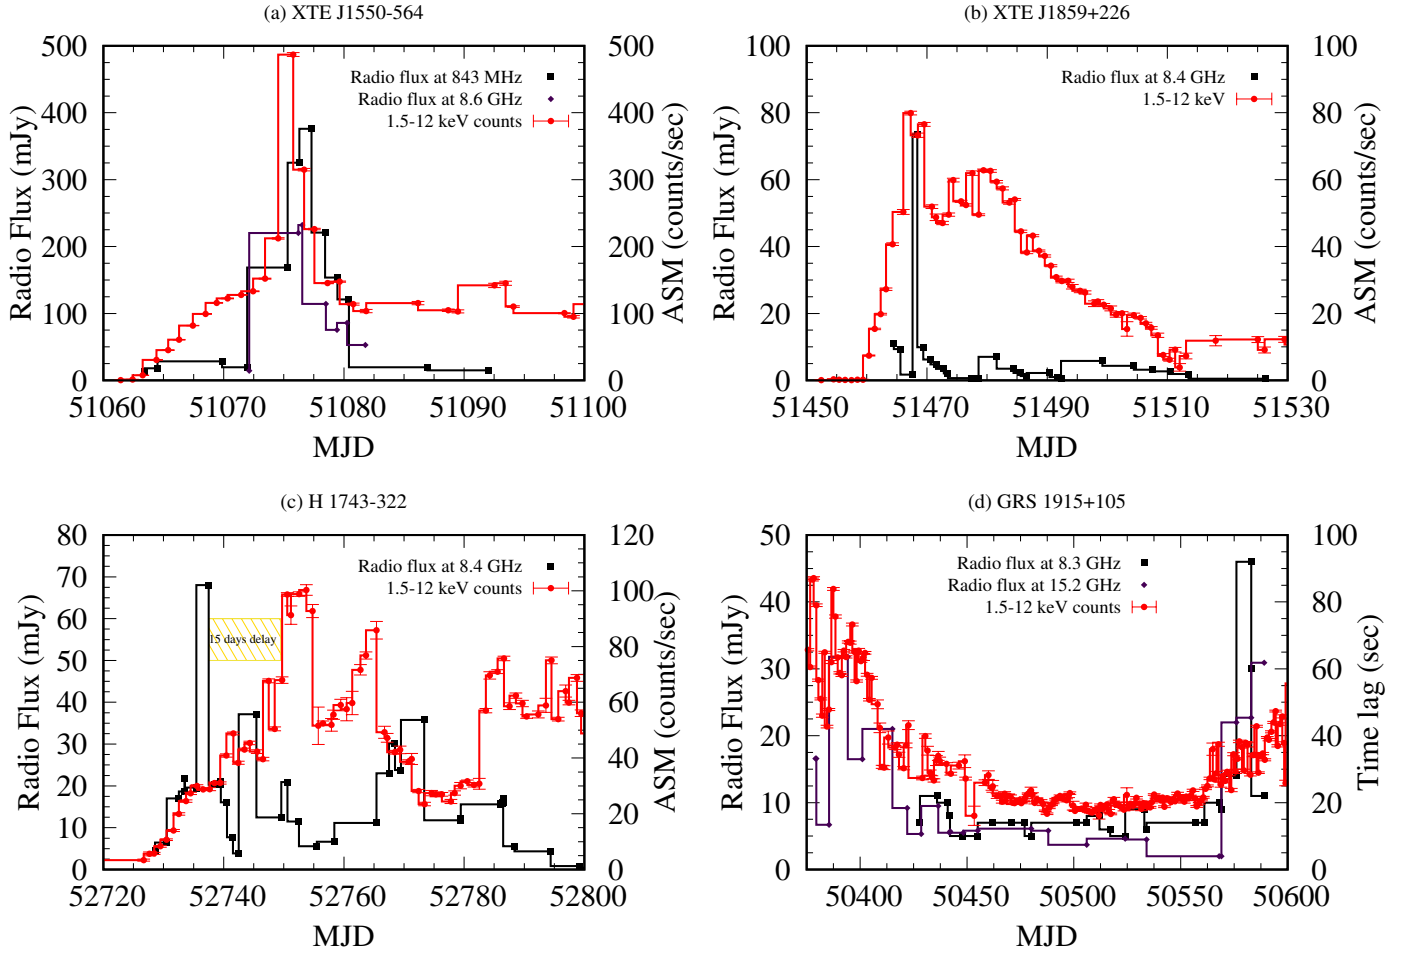 (a) XTE J1550-564
500
400
300
200
100
0
500
400
300
200
100
0
51060 51070 51080 51090 51100
Radio Flux (mJy)
ASM (counts/sec)
MJD
Radio flux at 843 MHz
Radio flux at 8.6 GHz
1.5-12 keV counts
(b) XTE J1859+226
100
80
60
40
20
0
100
80
60
40
20
0
51450 51470 51490 51510 51530
Radio Flux (mJy)
ASM (counts/sec)
MJD
Radio flux at 8.4 GHz
1.5-12 keV
(c) H 1743-322
80
70
60
50
40
30
20
10
0
120
100
80
60
40
20
0
52720 52740 52760 52780 52800
Radio Flux (mJy)
ASM (counts/sec)
MJD
Radio flux at 8.4 GHz
1.5-12 keV counts
15 days delay
(d) GRS 1915+105
50
40
30
20
10
0
100
80
60
40
20
0
50400 50450 50500 50550 50600
Radio Flux (mJy)
Time lag (sec)
MJD
Radio flux at 8.3 GHz
Radio flux at 15.2 GHz
1.5-12 keV counts